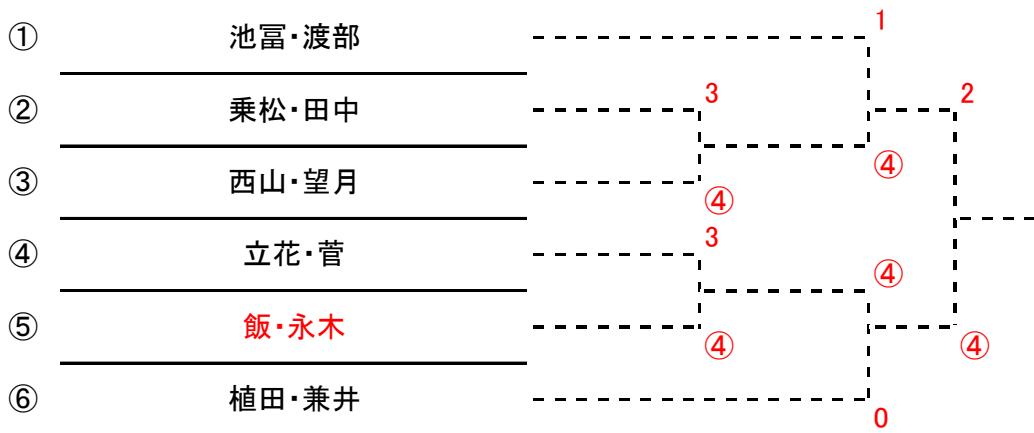 ① 池冨・渡部 1
② 乗松・田中 3 2
③ 西山・望月 ④ ④
④ 立花・菅 3 ④
⑤ 飯・永木 ④ ④
⑥ 植田・兼井 0